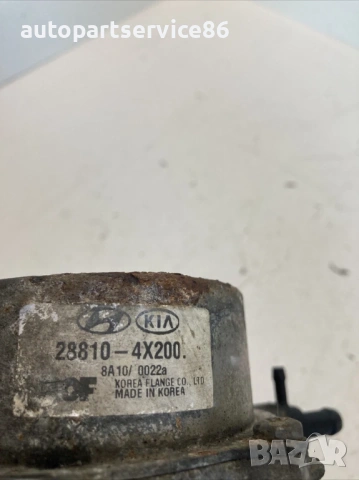 autopartservice86
KIA
28810-4X200.
8A10/ 0022a
KOREA FLANGE CO., LTD
MADE IN KOREA
BAZAR